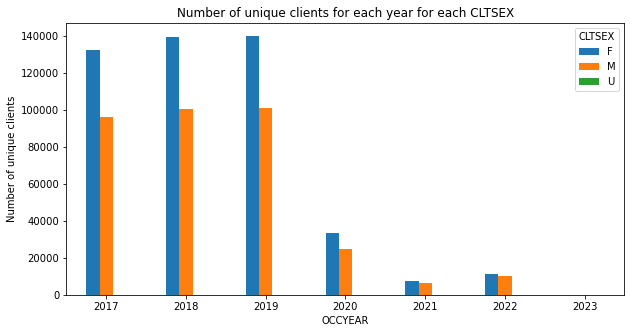 Number of unique clients for each year for each CLTSEX
CLTSEX
F
M
U
Number of unique clients
140000
120000
100000
80000
60000
40000
20000
0
2017 2018 2019 2020 2021 2022 2023
OCCYEAR